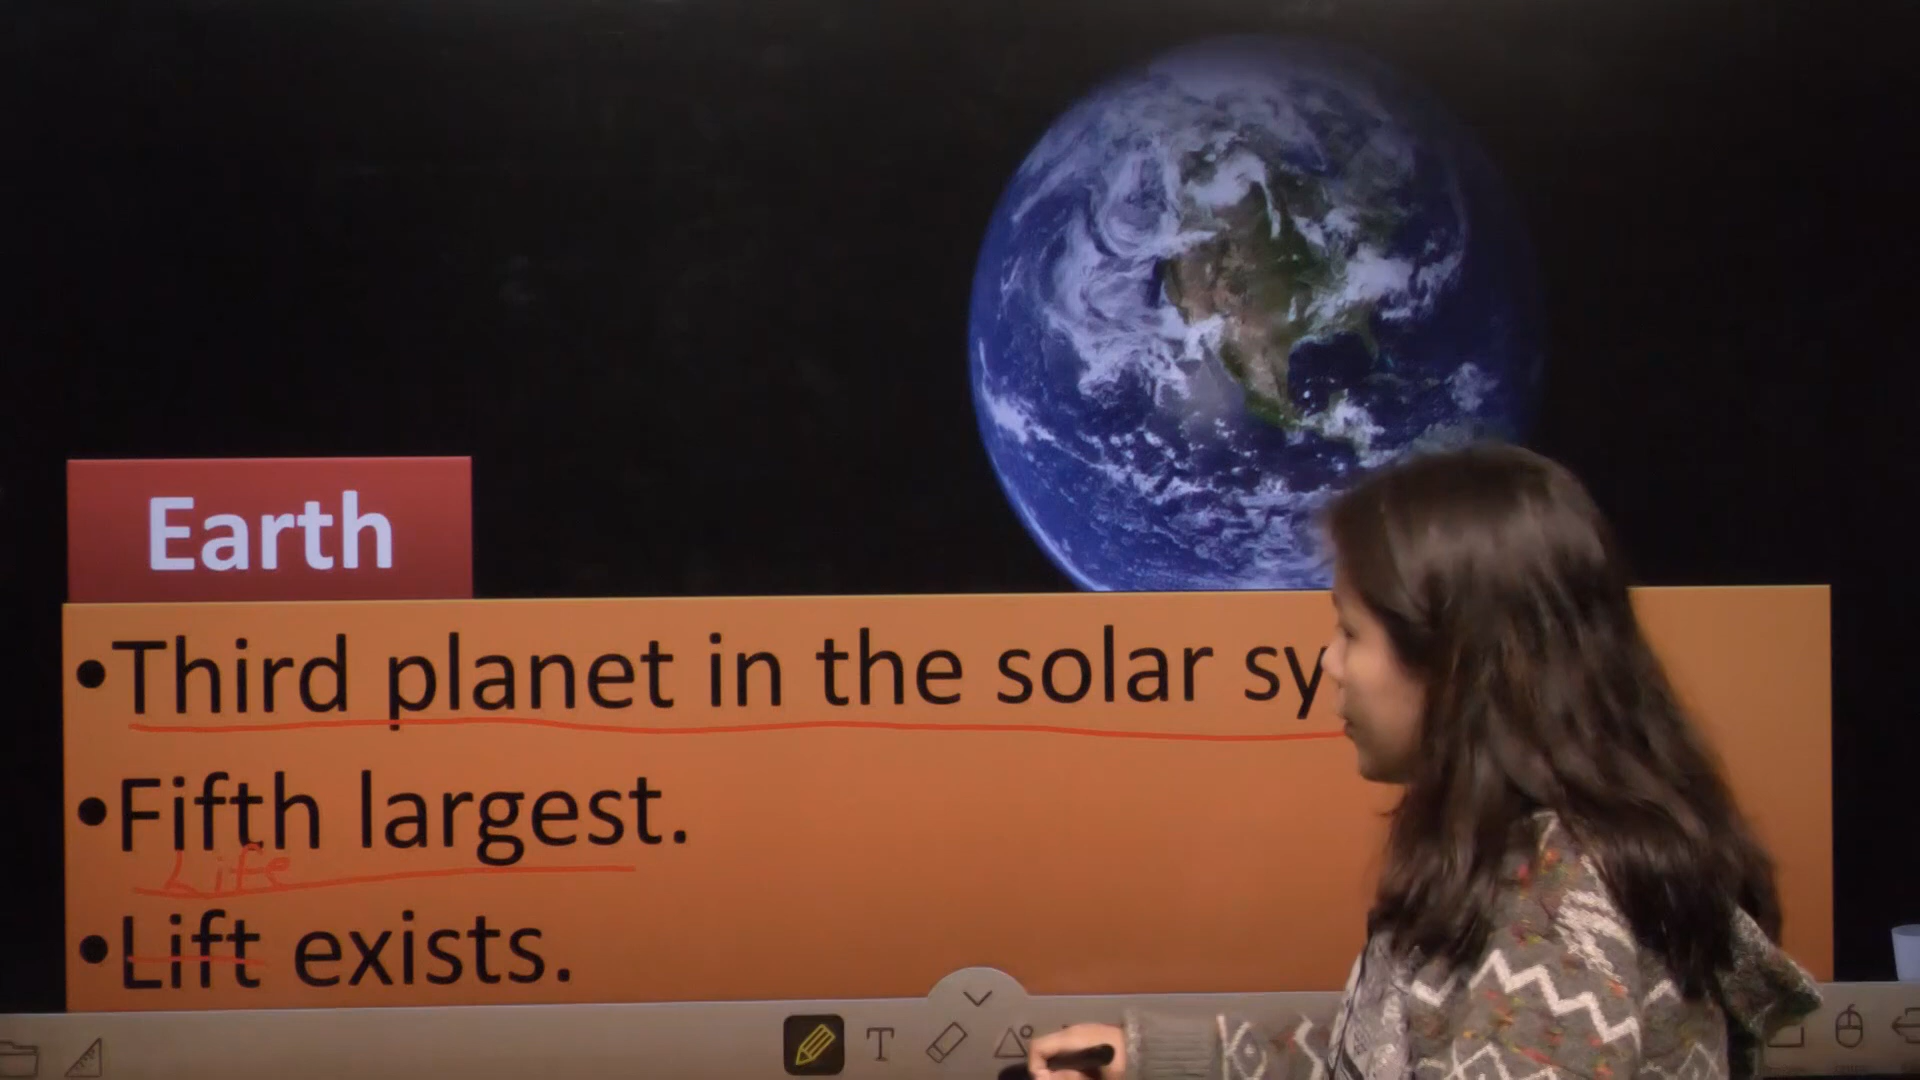 Earth
•Third planet in the solar sy
•Fifth largest.
Life
•Lift exists.
T